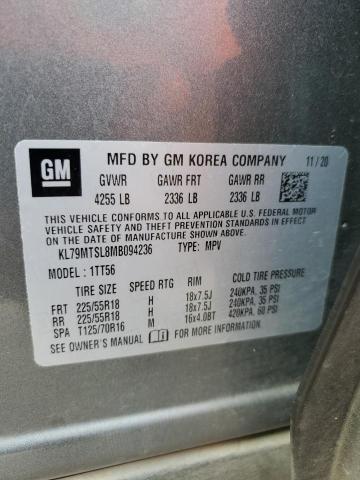 GM MFD BY GM KOREA COMPANY 11/20
GVWR GAWR FRT GAWR RR
4255 LB 2336 LB 2336 LB
THIS VEHICLE CONFORMS TO ALL APPLICABLE U.S. FEDERAL MOTOR
VEHICLE SAFETY AND THEFT PREVENTION STANDARDS IN EFFECT
ON THE DATE OF MANUFACTURE SHOWN ABOVE.
KL79MTSL8MB094236 TYPE: MPV
MODEL: 1TT56
TIRE SIZE SPEED RTG RIM COLD TIRE PRESSURE
FRT 225/55R18 H 18x7.5J 240KPA, 35 PSI
RR 225/55R18 H 18x7.5J 240KPA, 35 PSI
SPA T125/70R16 M 16x4.0BT 420KPA, 60 PSI
SEE OWNER'S MANUAL FOR MORE INFORMATION.